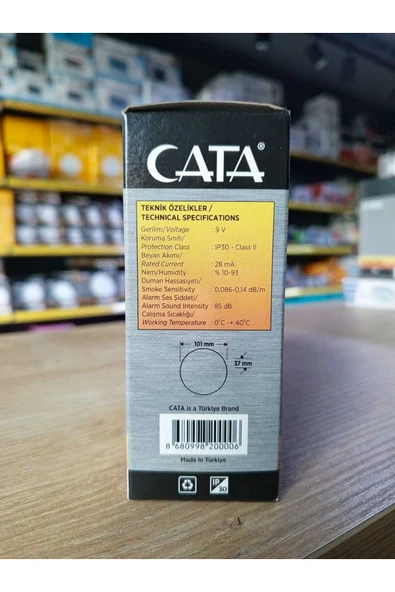 CATA®
TEKNİK ÖZELİKLER /
TECHNICAL SPECIFICATIONS
Gerilim/Voltage : 9 V
Koruma Sınıfı/
Protection Class : IP30 - Class II
Beyan Akımı/
Rated Current : 28 mA
Nem/Humidity : % 10-93
Duman Hassasiyeti/
Smoke Sensitivity : 0,086-0,14 dB/m
Alarm Ses Şiddeti/
Alarm Sound Intensity : 85 dB
Çalışma Sıcaklığı/
Working Temperature : 0°C → 40°C
101 mm
37 mm
CATA is a Türkiye Brand
8 680998 200006
Made in Türkiye
IP
30